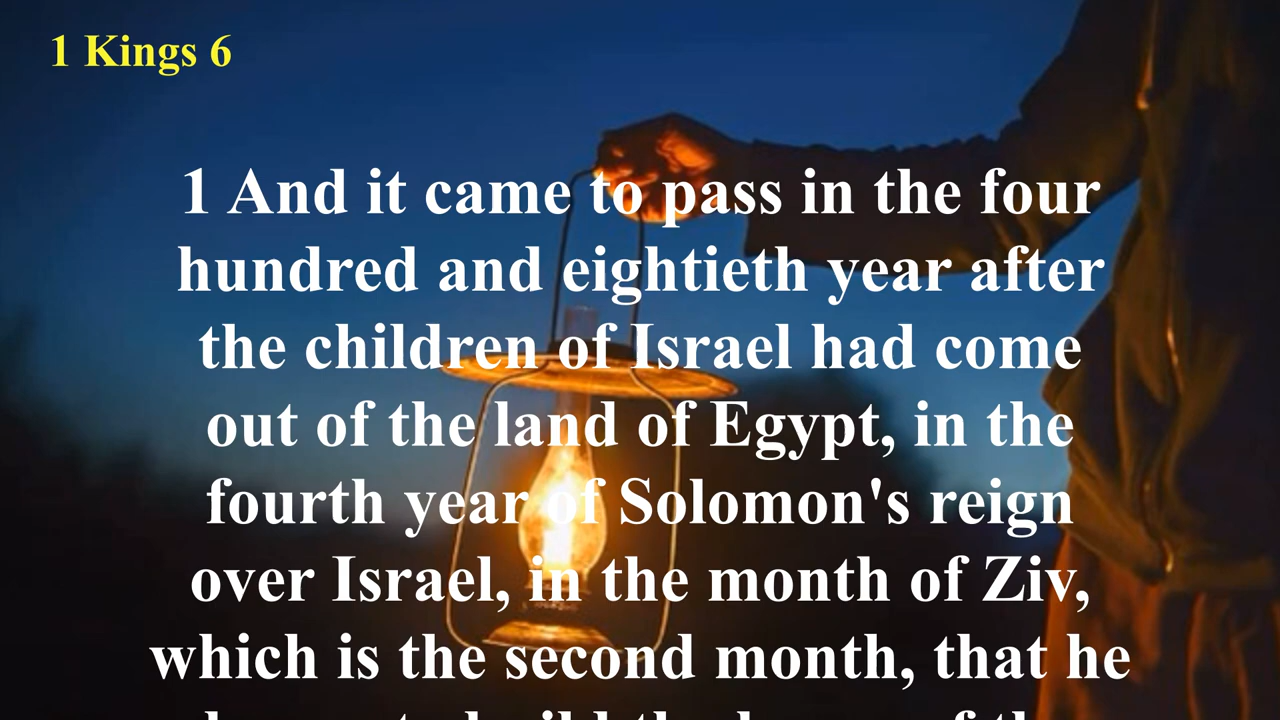 1 Kings 6
1 And it came to pass in the four
hundred and eightieth year after
the children of Israel had come
out of the land of Egypt, in the
fourth year of Solomon's reign
over Israel, in the month of Ziv,
which is the second month, that he